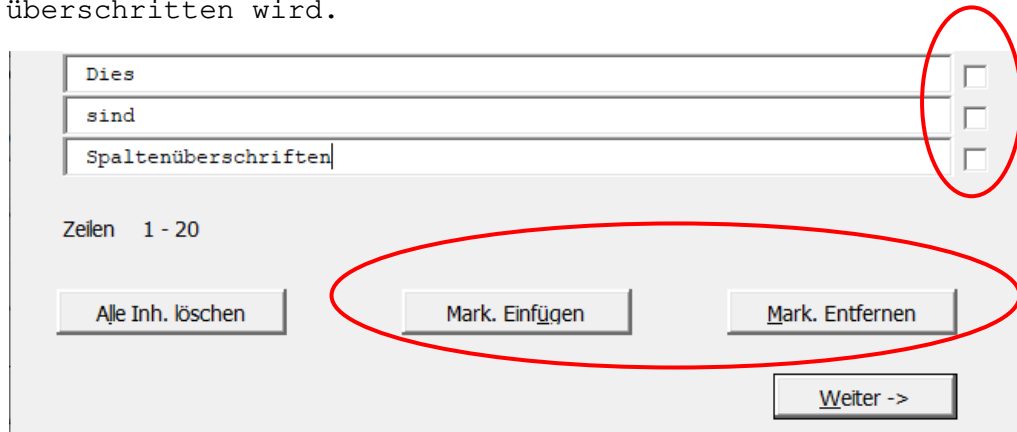 überschritten wird.
Dies
sind
Spaltenüberschriften
Zeilen 1 - 20
Alle Inh. löschen Mark. Einfügen Mark. Entfernen
Weiter ->